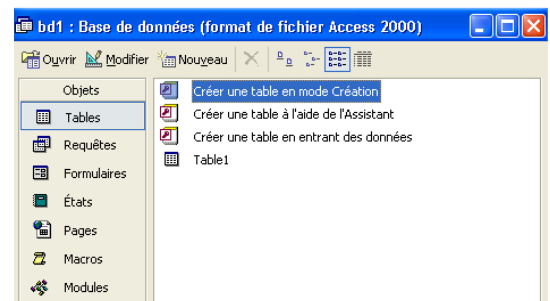 bd1 : Base de données (format de fichier Access 2000)
Ouvrir Modifier Nouveau
Objets
Tables
Requêtes
Formulaires
États
Pages
Macros
Modules
Créer une table en mode Création
Créer une table à l'aide de l'Assistant
Créer une table en entrant des données
Table1